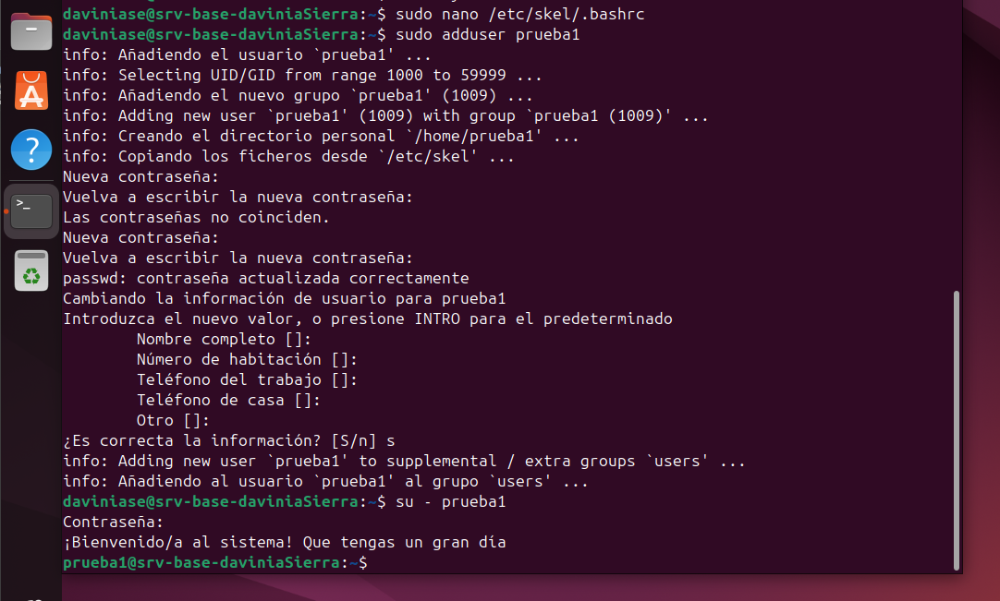 daviniase@srv-base-daviniaSierra:~$ sudo nano /etc/skel/.bashrc
daviniase@srv-base-daviniaSierra:~$ sudo adduser prueba1
info: Añadiendo el usuario `prueba1' ...
info: Selecting UID/GID from range 1000 to 59999 ...
info: Añadiendo el nuevo grupo `prueba1' (1009) ...
info: Adding new user `prueba1' (1009) with group `prueba1 (1009)' ...
info: Creando el directorio personal `/home/prueba1' ...
info: Copiando los ficheros desde `/etc/skel' ...
Nueva contraseña:
Vuelva a escribir la nueva contraseña:
Las contraseñas no coinciden.
Nueva contraseña:
Vuelva a escribir la nueva contraseña:
passwd: contraseña actualizada correctamente
Cambiando la información de usuario para prueba1
Introduzca el nuevo valor, o presione INTRO para el predeterminado
        Nombre completo []:
        Número de habitación []:
        Teléfono del trabajo []:
        Teléfono de casa []:
        Otro []:
¿Es correcta la información? [S/n] s
info: Adding new user `prueba1' to supplemental / extra groups `users' ...
info: Añadiendo al usuario `prueba1' al grupo `users' ...
daviniase@srv-base-daviniaSierra:~$ su - prueba1
Contraseña:
¡Bienvenido/a al sistema! Que tengas un gran día
prueba1@srv-base-daviniaSierra:~$